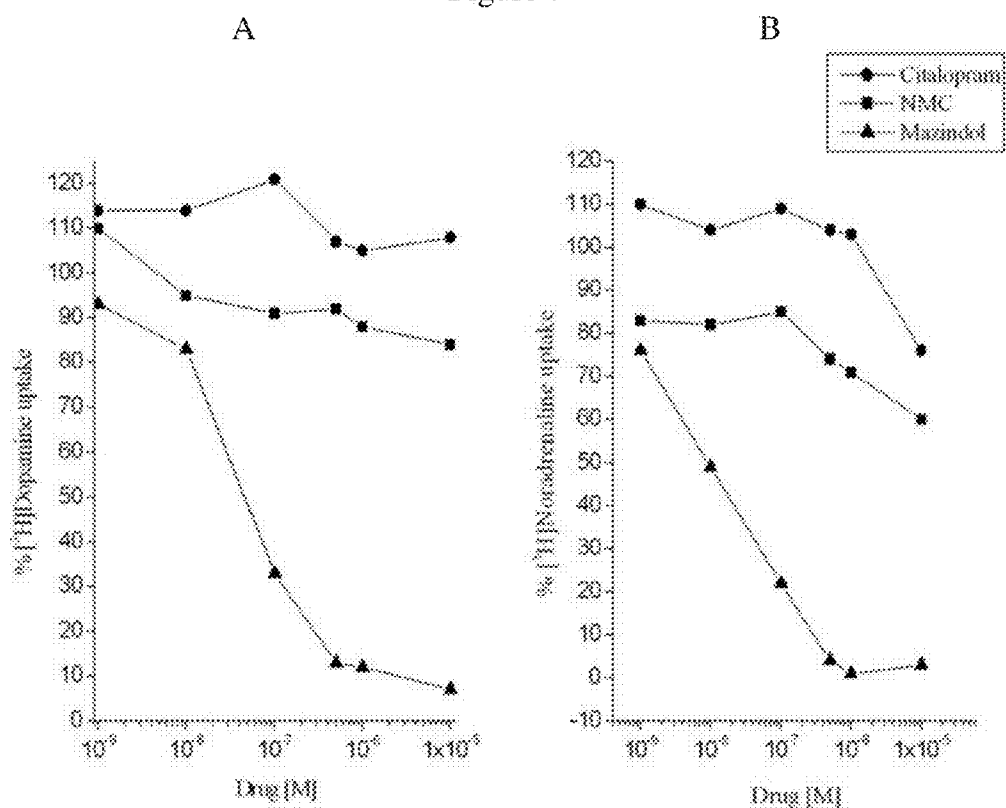 A
B
Citalopram
NMC
Mazindol
120
110
100
90
80
70
60
50
40
30
20
10
0
% [³H]Dopamine uptake
10⁻⁹ 10⁻⁸ 10⁻⁷ 10⁻⁶ 1x10⁻⁵
Drug [M]
120
110
100
90
80
70
60
50
40
30
20
10
0
-10
% [³H]Noradrenaline uptake
10⁻⁹ 10⁻⁸ 10⁻⁷ 10⁻⁶ 1x10⁻⁵
Drug [M]